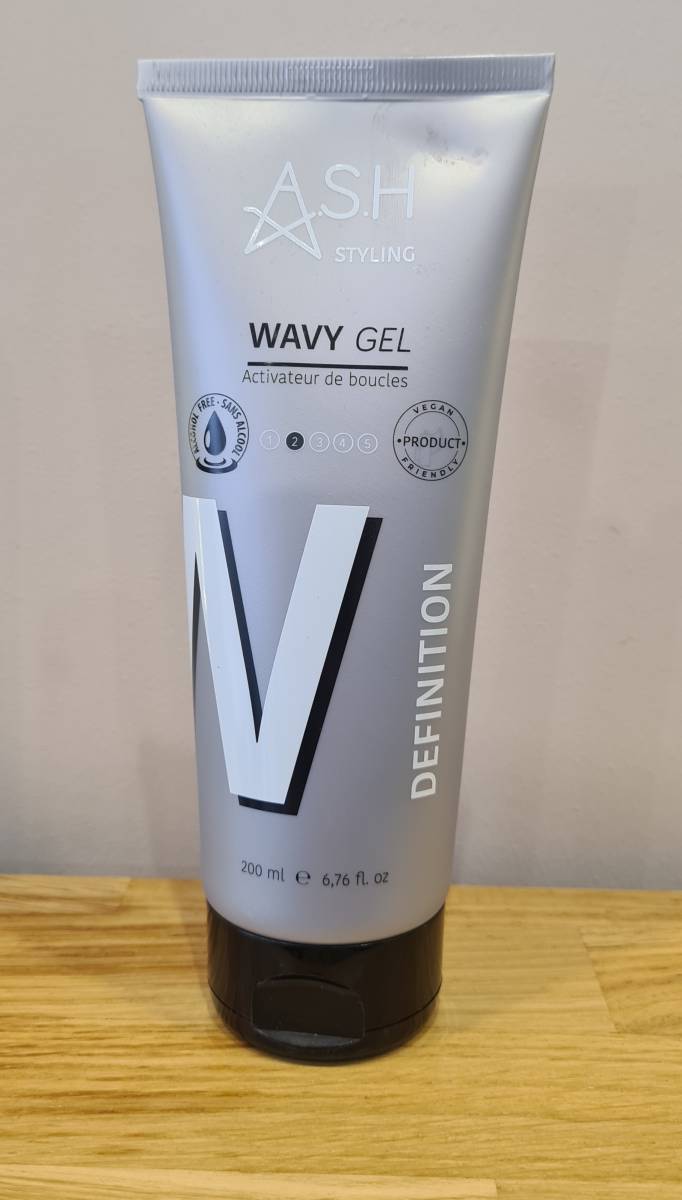 A.S.H
STYLING
WAVY GEL
Activateur de boucles
ALCOHOL FREE • SANS ALCOOL
1 2 3 4 5
VEGAN
•PRODUCT•
FRIENDLY
W
DEFINITION
200 ml ℮ 6,76 fl. oz